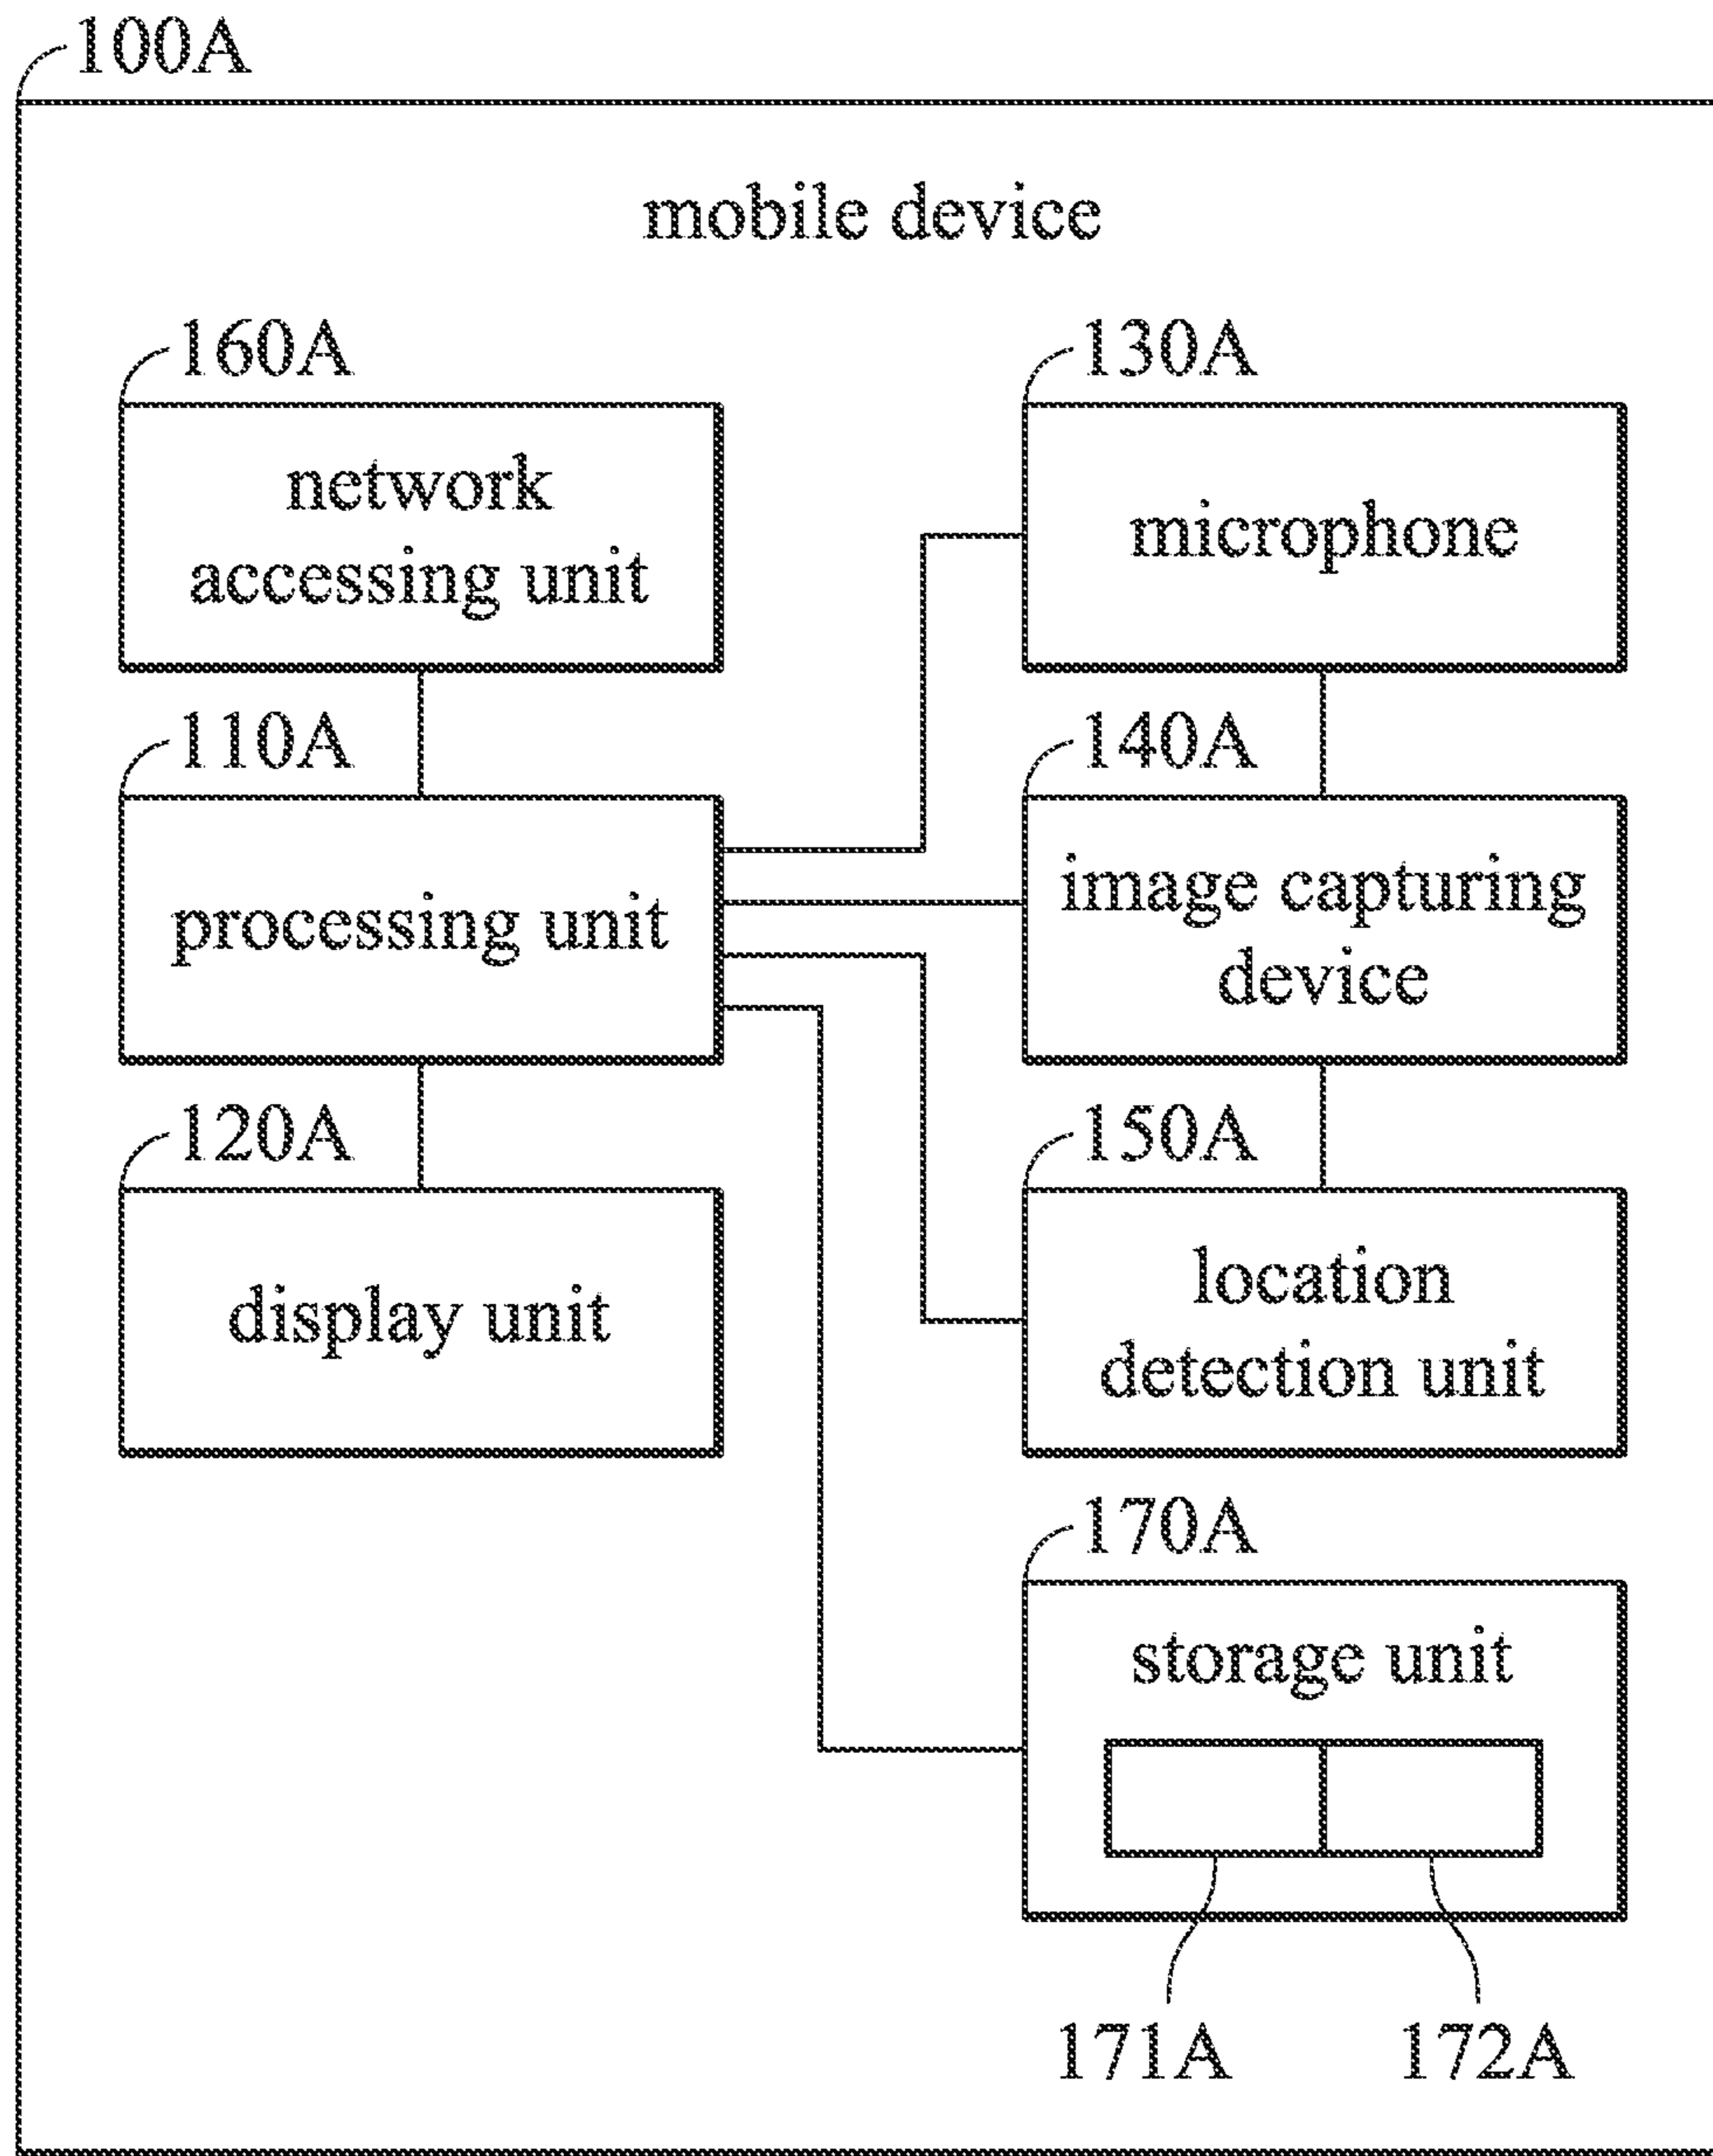 100A
mobile device
160A
network
accessing unit
130A
microphone
110A
processing unit
140A
image capturing
device
120A
display unit
150A
location
detection unit
170A
storage unit
171A
172A